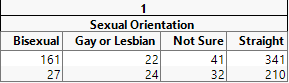 1
Sexual Orientation
Bisexual Gay or Lesbian Not Sure Straight
161 22 41 341
27 24 32 210